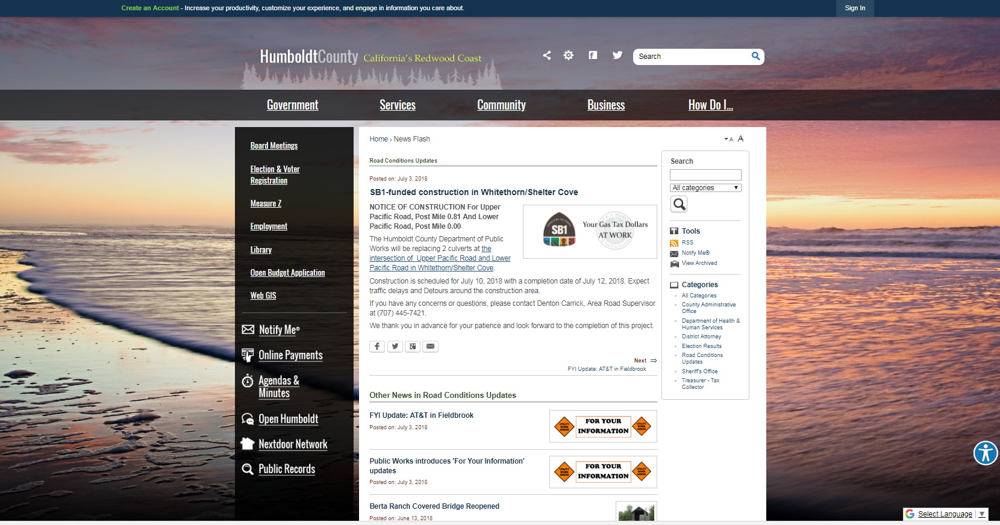 Create an Account - Increase your productivity, customize your experience, and engage in information you care about.
Sign In
HumboldtCounty California's Redwood Coast
Search
Government
Services
Community
Business
How Do I...
Board Meetings
Election & Voter
Registration
Measure Z
Employment
Library
Open Budget Application
Web GIS
Notify Me®
Online Payments
Agendas &
Minutes
Open Humboldt
Nextdoor Network
Public Records
Home › News Flash
A A
Road Conditions Updates
Posted on: July 3, 2018
SB1-funded construction in Whitethorn/Shelter Cove
NOTICE OF CONSTRUCTION For Upper
Pacific Road, Post Mile 0.81 And Lower
Pacific Road, Post Mile 0.00
SB1
Your Gas Tax Dollars
AT WORK
The Humboldt County Department of Public
Works will be replacing 2 culverts at the
intersection of Upper Pacific Road and Lower
Pacific Road in Whitethorn/Shelter Cove.
Construction is scheduled for July 10, 2018 with a completion date of July 12, 2018. Expect
traffic delays and Detours around the construction area.
If you have any concerns or questions, please contact Denton Carrick, Area Road Supervisor
at (707) 445-7421.
We thank you in advance for your patience and look forward to the completion of this project.
Next ⇒
FYI Update: AT&T in Fieldbrook
Other News in Road Conditions Updates
FYI Update: AT&T in Fieldbrook
Posted on: July 3, 2018
UTILITY WORK AHEAD
FOR YOUR
INFORMATION
UTILITY WORK AHEAD
Public Works introduces 'For Your Information'
updates
Posted on: July 3, 2018
UTILITY WORK AHEAD
FOR YOUR
INFORMATION
UTILITY WORK AHEAD
Berta Ranch Covered Bridge Reopened
Posted on: June 13, 2018
Search
All categories
Tools
RSS
Notify Me®
View Archived
Categories
All Categories
County Administrative
Office
Department of Health &
Human Services
District Attorney
Election Results
Road Conditions
Updates
Sheriff's Office
Treasurer - Tax
Collector
Select Language